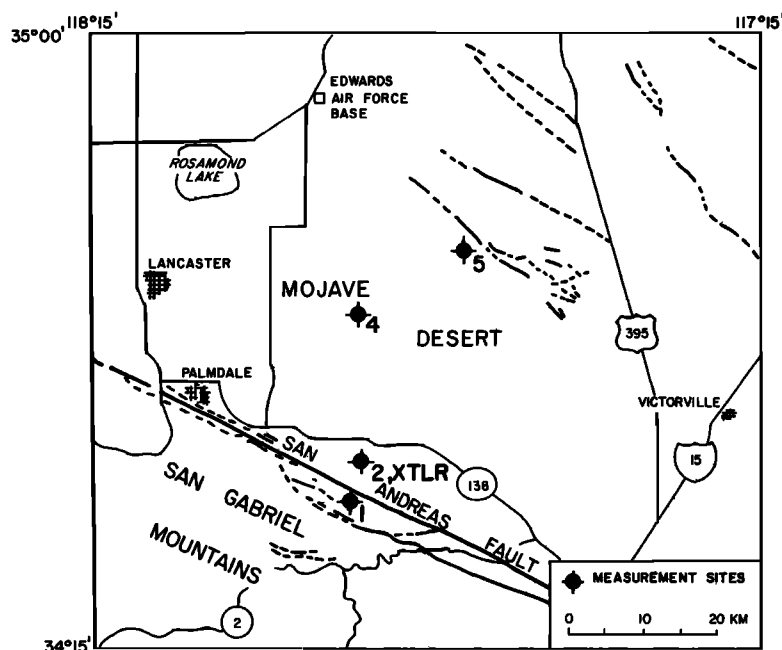 118°15'
117°15'
35°00'
EDWARDS
AIR FORCE
BASE
ROSAMOND
LAKE
LANCASTER
5
MOJAVE
4
DESERT
395
PALMDALE
VICTORVILLE
15
SAN
2, XTLR
138
SAN GABRIEL
ANDREAS
1
FAULT
MOUNTAINS
MEASUREMENT SITES
0 10 20 KM
2
34°15'